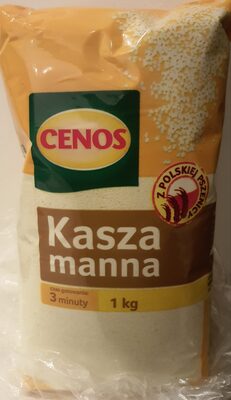 CENOS
Z POLSKIEJ PSZENICY
Kasza
manna
czas gotowania:
3 minuty
1 kg